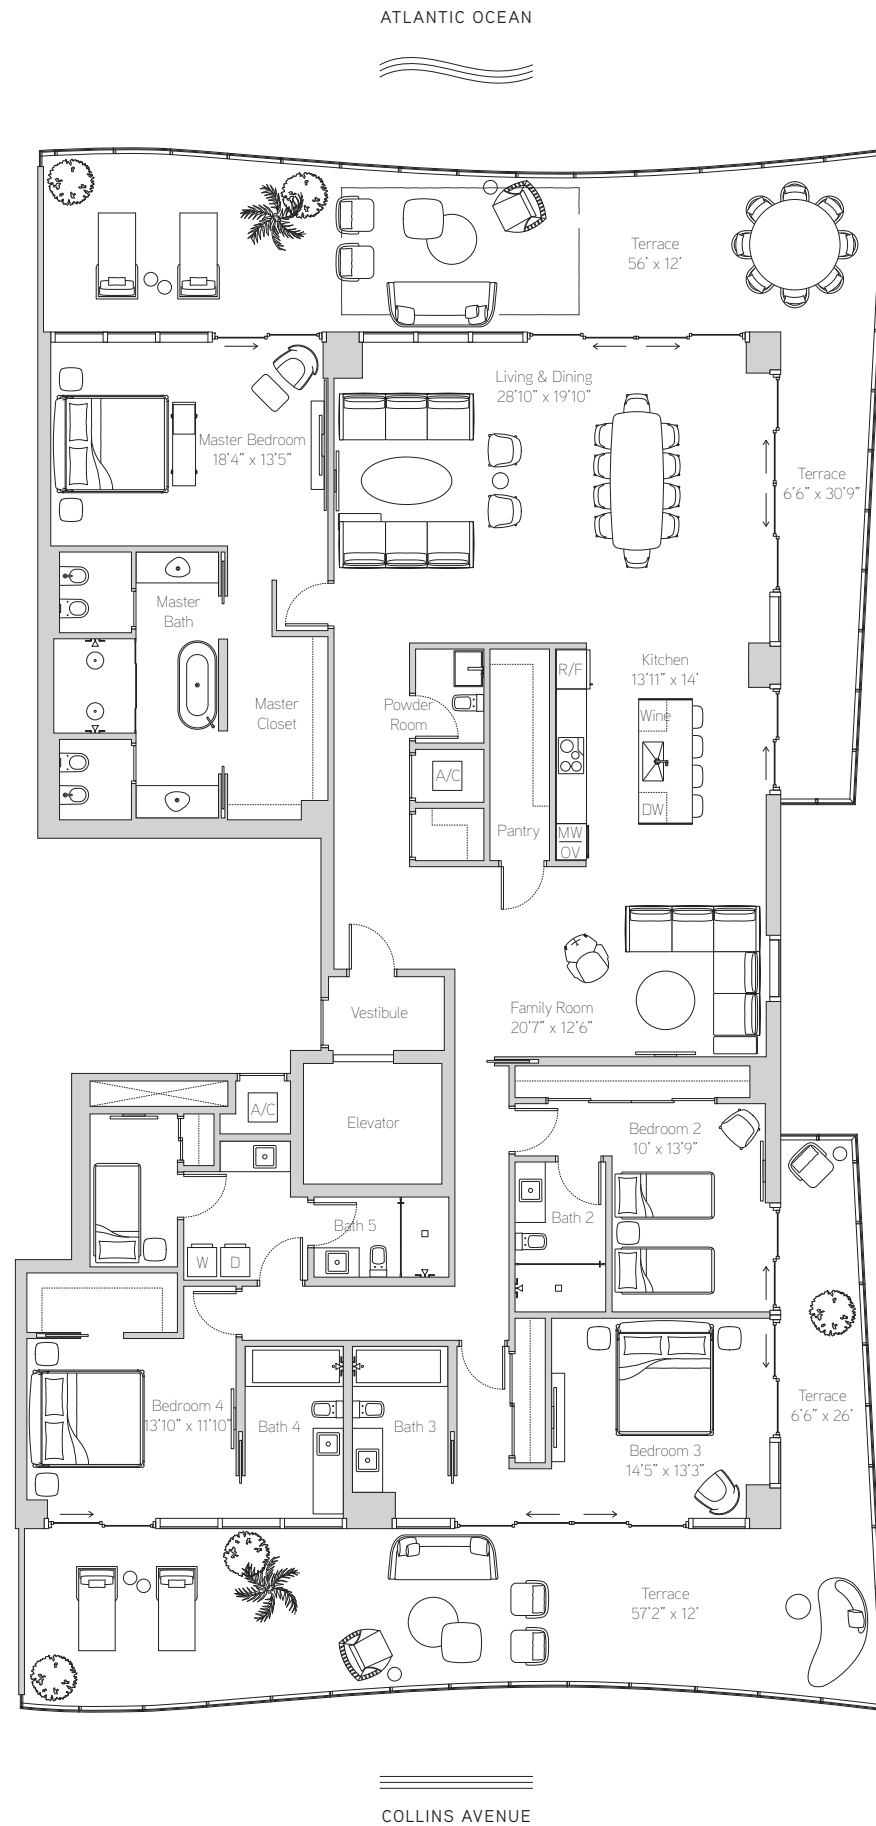 ATLANTIC OCEAN
Terrace
56' x 12'
Living & Dining
28'10" x 19'10"
Master Bedroom
18'4" x 13'5"
Terrace
6'6" x 30'9"
Master
Bath
Kitchen
13'11" x 14'
R/F
Master
Closet
Powder
Room
Wine
A/C
DW
Pantry
MW
OV
Family Room
20'7" x 12'6"
Vestibule
A/C
Elevator
Bedroom 2
10' x 13'9"
Bath 5
Bath 2
W
D
Terrace
6'6" x 26'
Bedroom 4
13'10" x 11'10"
Bath 4
Bath 3
Bedroom 3
14'5" x 13'3"
Terrace
57'2" x 12'
COLLINS AVENUE